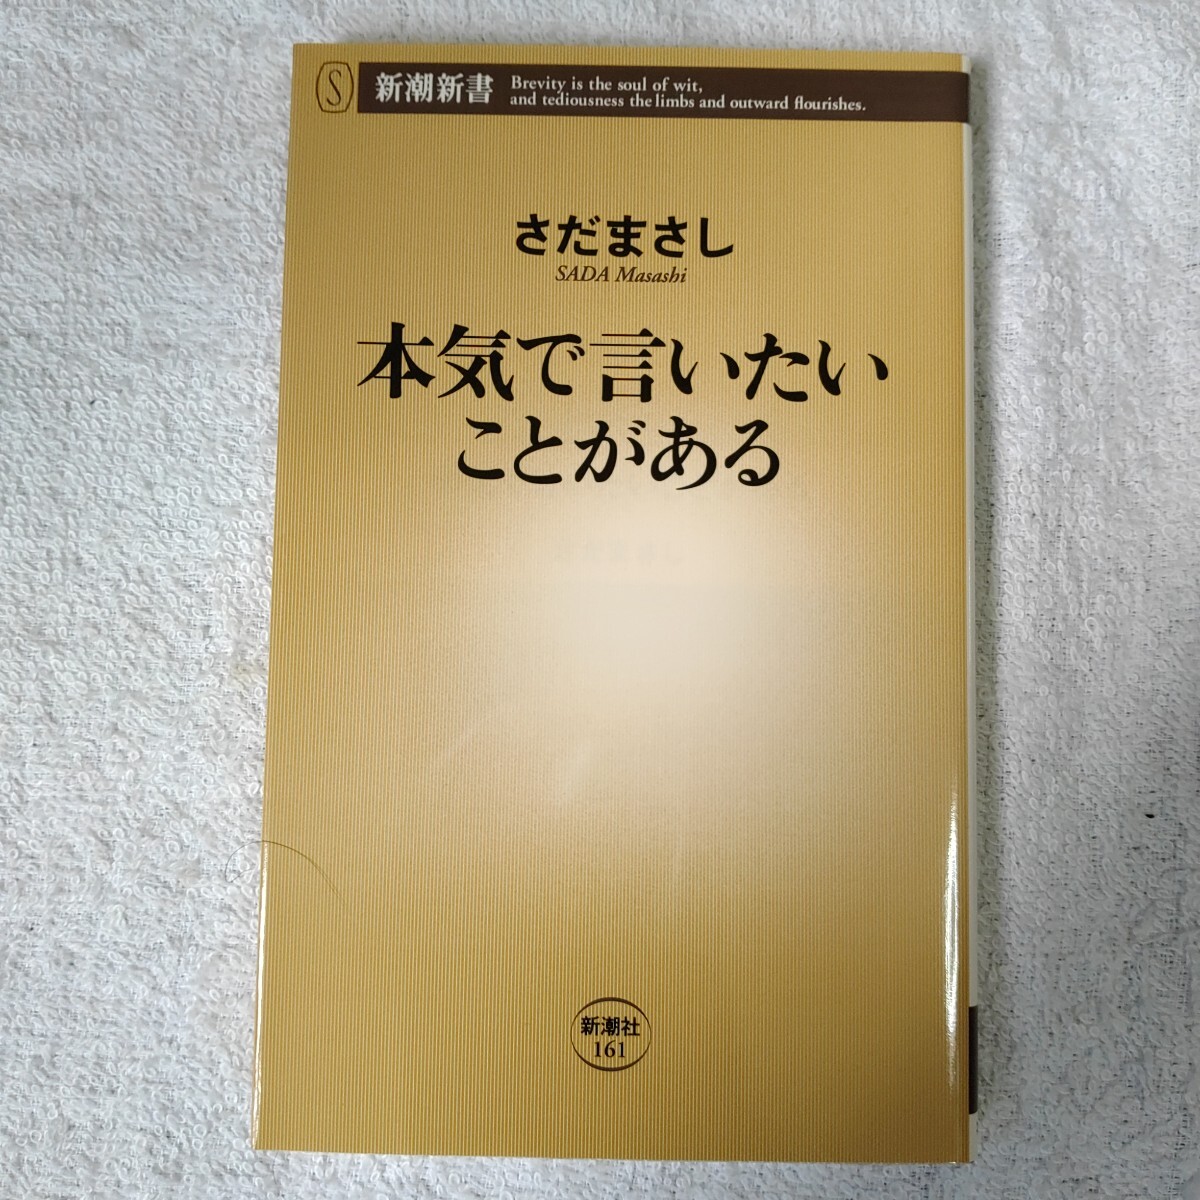 S
新潮新書
Brevity is the soul of wit,
and tediousness the limbs and outward flourishes.
さだまさし
SADA Masashi
本気で言いたい
ことがある
新潮社
161